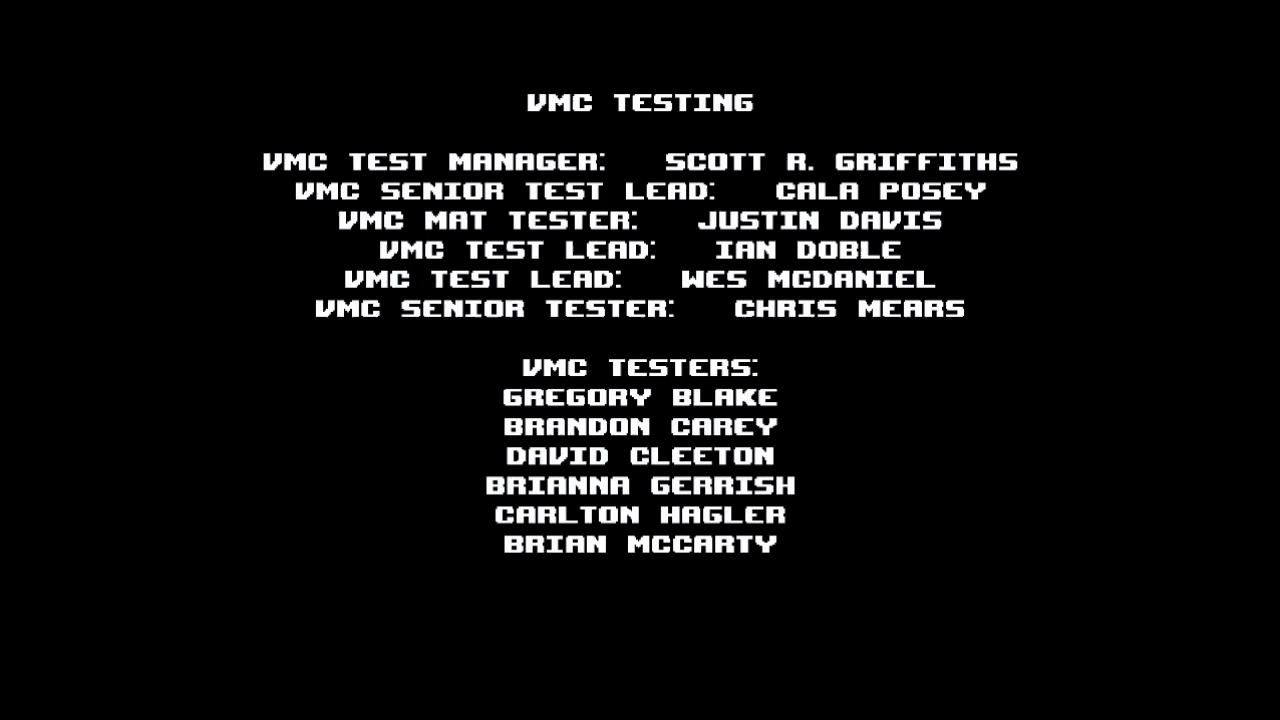 VMC TESTING
VMC TEST MANAGER: SCOTT R. GRIFFITHS
VMC SENIOR TEST LEAD: CALA POSEY
VMC MAT TESTER: JUSTIN DAVIS
VMC TEST LEAD: IAN DOBLE
VMC TEST LEAD: WES MCDANIEL
VMC SENIOR TESTER: CHRIS MEARS
VMC TESTERS:
GREGORY BLAKE
BRANDON CAREY
DAVID CLEETON
BRIANNA GERRISH
CARLTON HAGLER
BRIAN MCCARTY